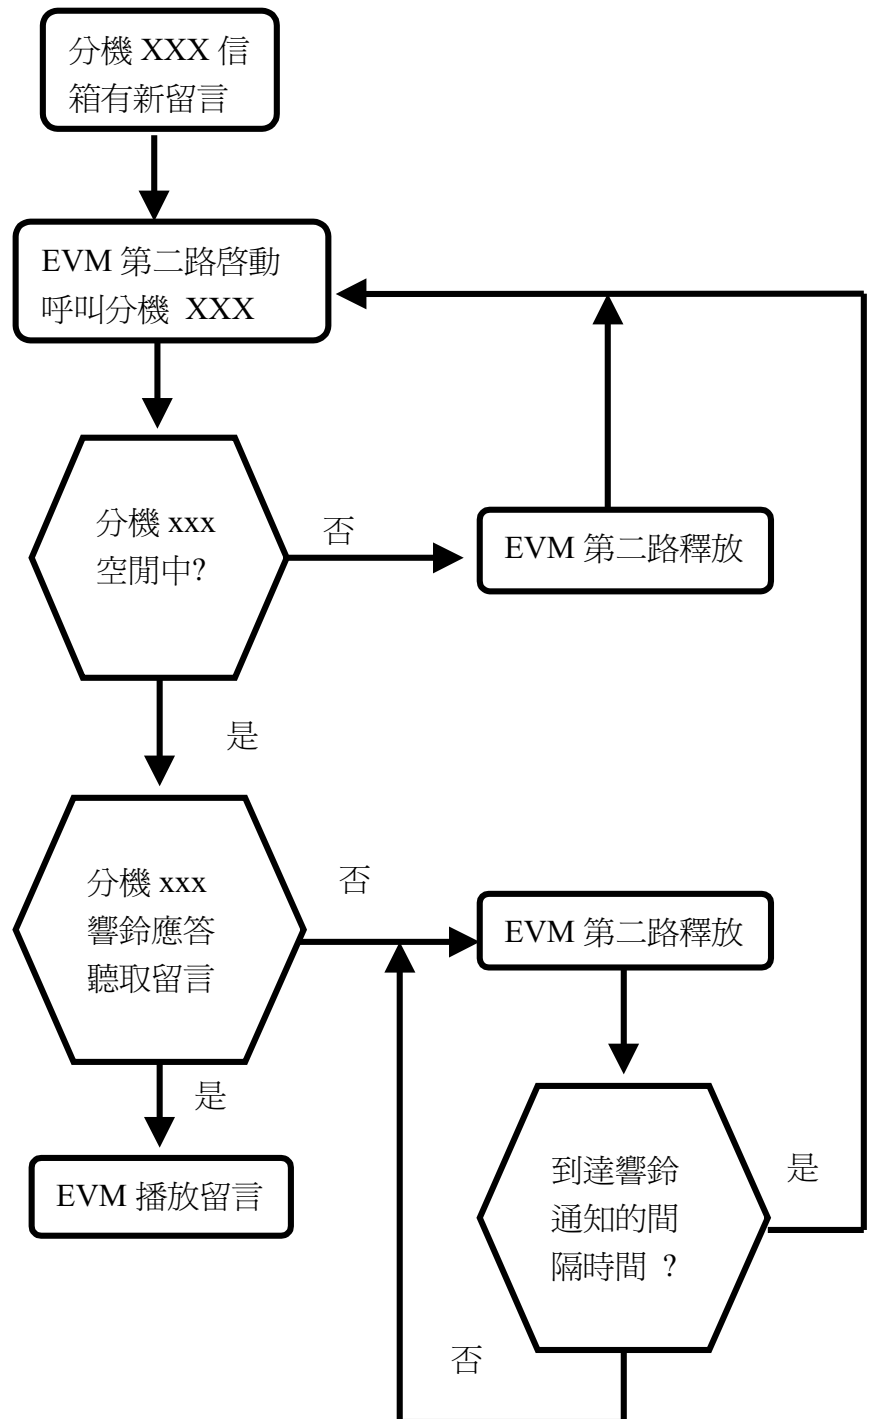 分機 XXX 信
箱有新留言
EVM 第二路啓動
呼叫分機 XXX
分機 xxx
空閒中?
否
EVM 第二路釋放
是
分機 xxx
響鈴應答
聽取留言
否
EVM 第二路釋放
是
EVM 播放留言
到達響鈴
通知的間
隔時間 ?
是
否